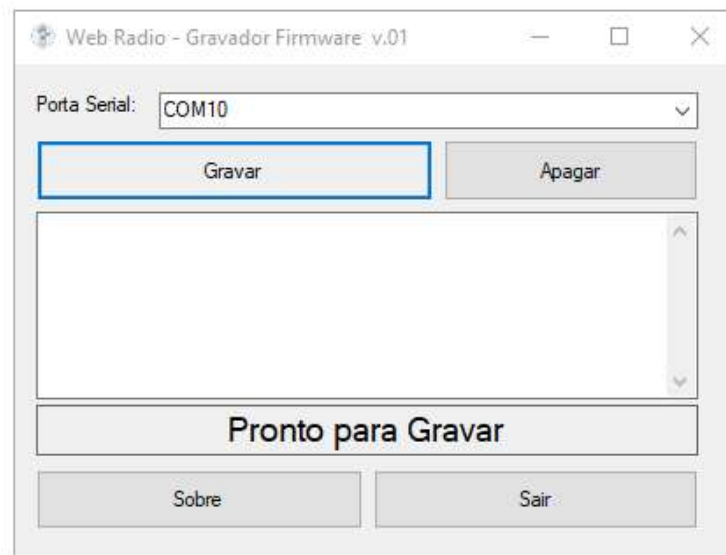 Web Radio - Gravador Firmware v.01
Porta Serial: COM10
Gravar Apagar
Pronto para Gravar
Sobre Sair